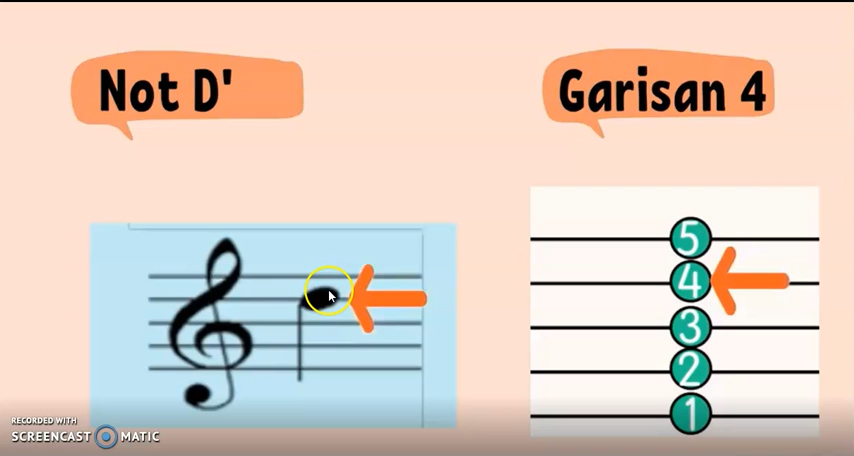 Not D'
Garisan 4
5
4
3
2
1
RECORDED WITH
SCREENCAST MATIC